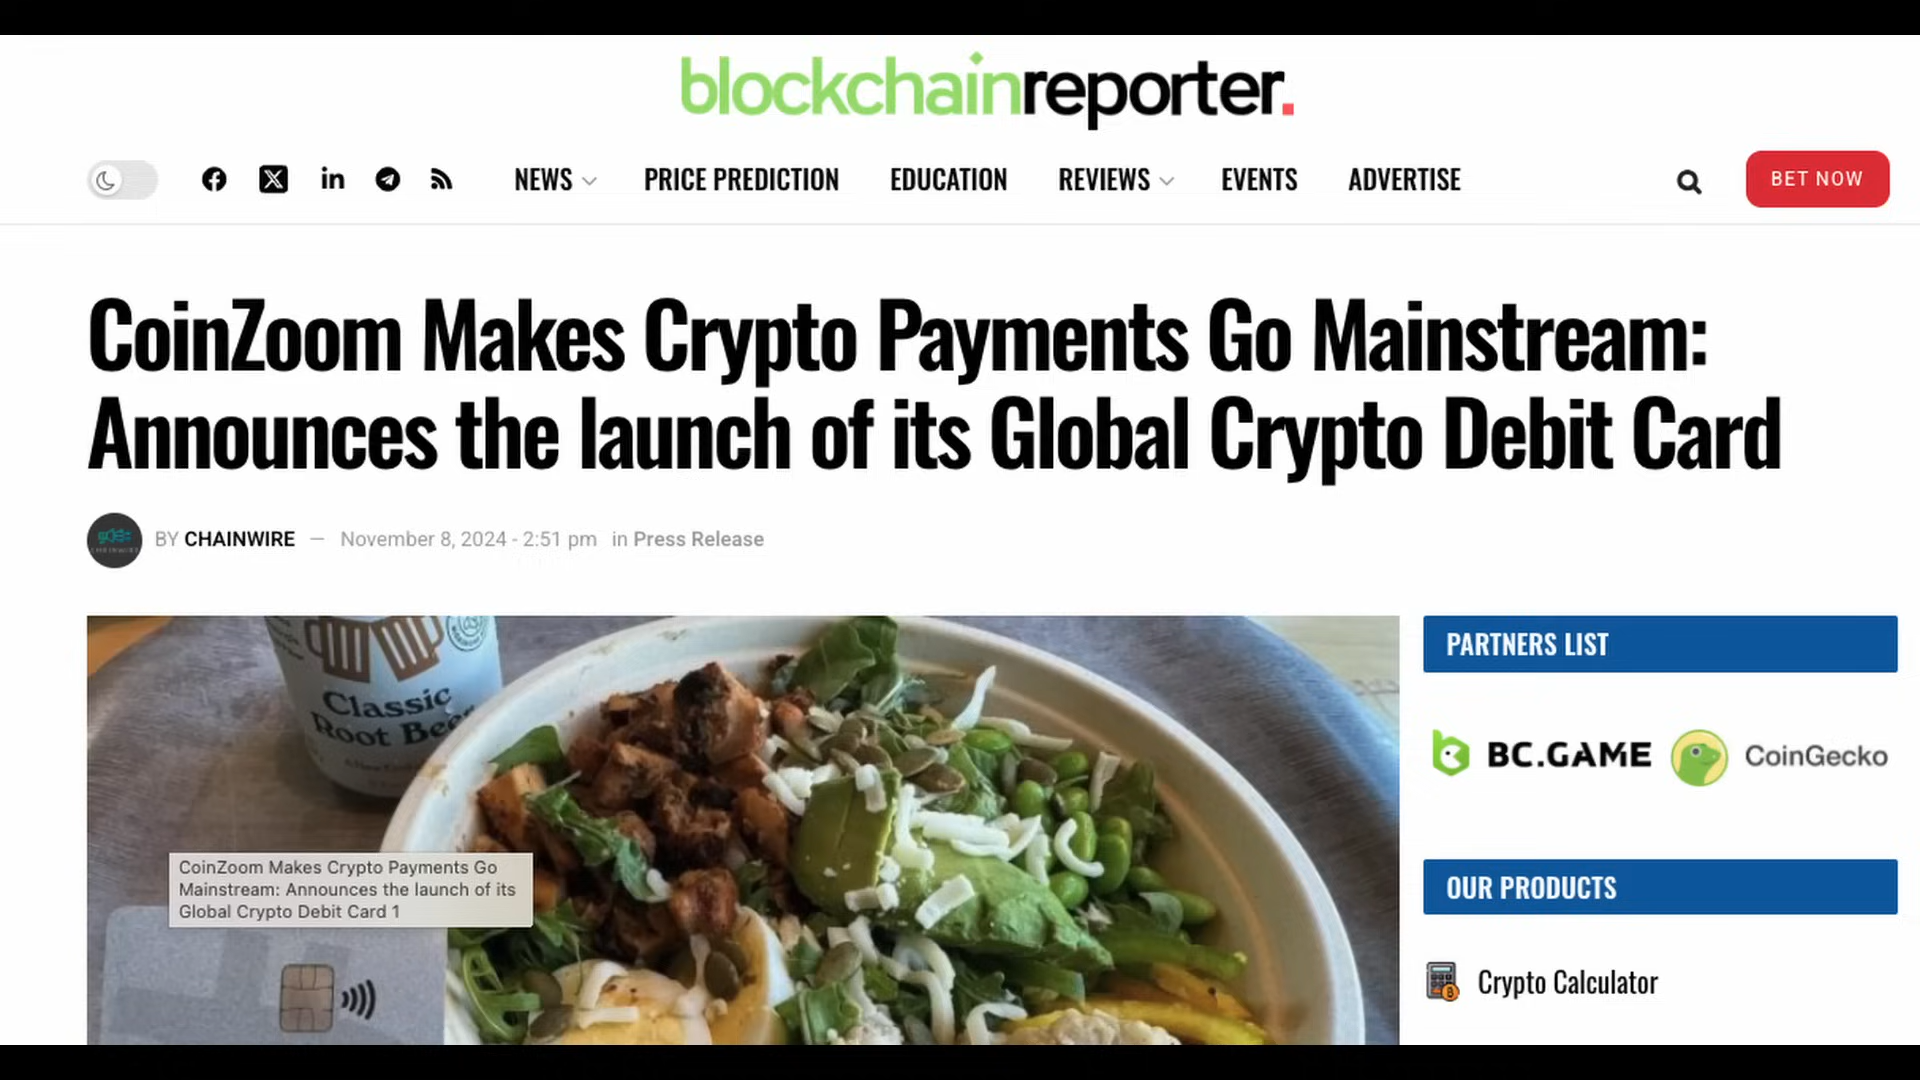 blockchainreporter.
NEWS PRICE PREDICTION EDUCATION REVIEWS EVENTS ADVERTISE BET NOW
CoinZoom Makes Crypto Payments Go Mainstream:
Announces the launch of its Global Crypto Debit Card
BY CHAINWIRE — November 8, 2024 - 2:51 pm in Press Release
Classic
Root Beer
CoinZoom Makes Crypto Payments Go
Mainstream: Announces the launch of its
Global Crypto Debit Card 1
PARTNERS LIST
BC.GAME CoinGecko
OUR PRODUCTS
Crypto Calculator